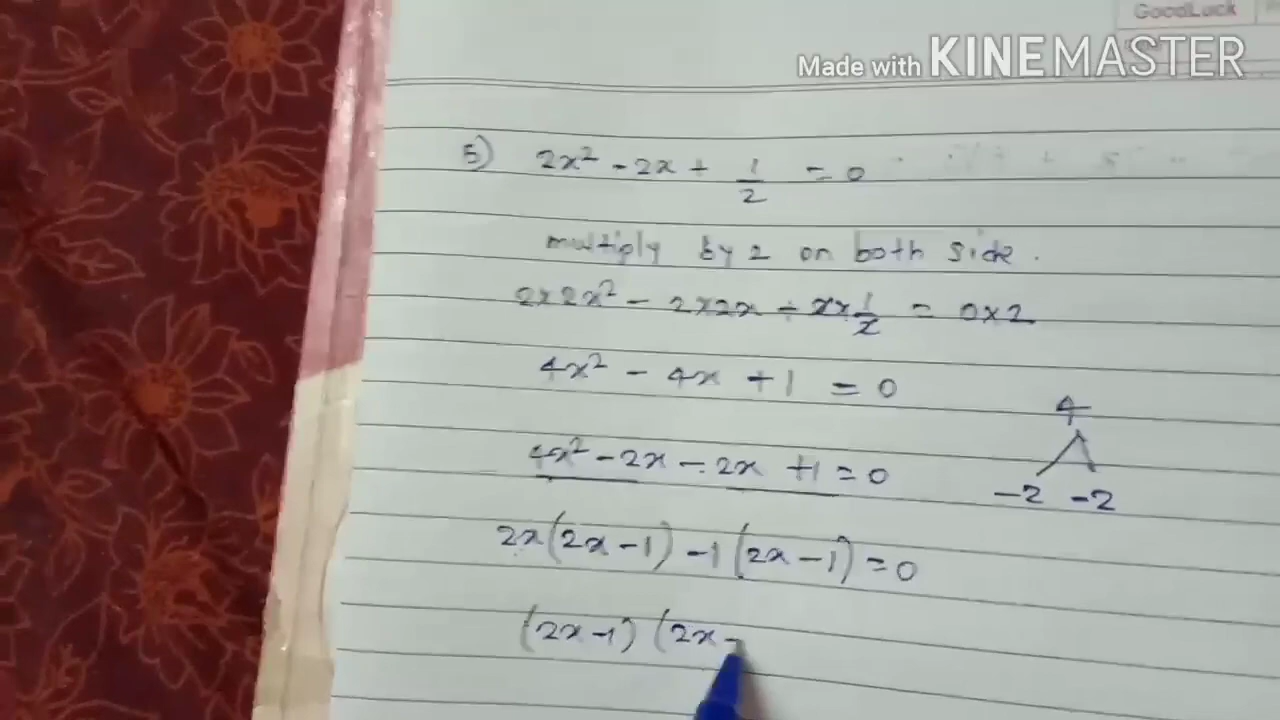 GoodLuck
Made with KINEMASTER
5) 2x² - 2x + 1/2 = 0
multiply by 2 on both side.
2×2x² - 2×2x + 2×1/2 = 0×2
4x² - 4x + 1 = 0
4
4x² - 2x - 2x + 1 = 0
-2 -2
2x(2x-1) -1(2x-1) = 0
(2x-1) (2x-